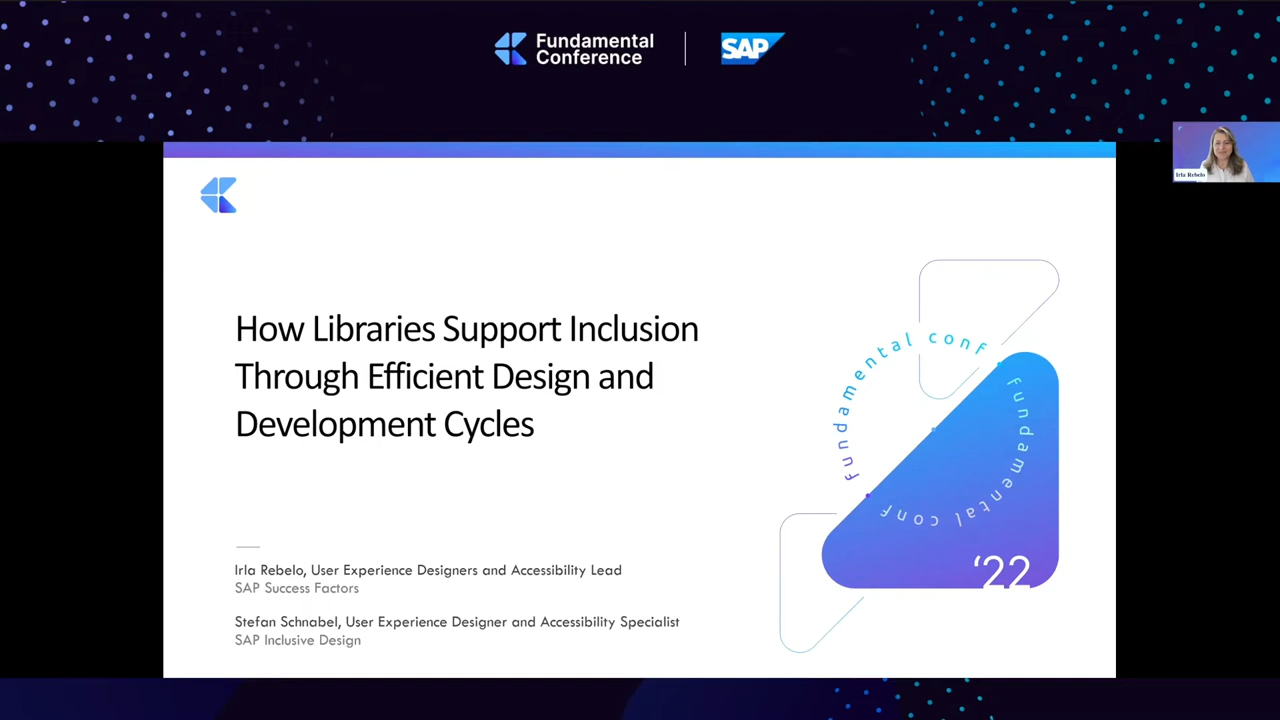 Fundamental
Conference
SAP
Irla Rebelo
How Libraries Support Inclusion
Through Efficient Design and
Development Cycles
fundamental conf
fundamental conf
'22
Irla Rebelo, User Experience Designers and Accessibility Lead
SAP Success Factors
Stefan Schnabel, User Experience Designer and Accessibility Specialist
SAP Inclusive Design